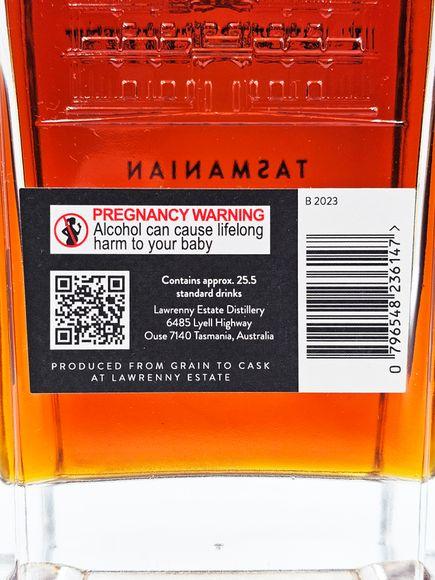 TASMANIAN
B 2023
PREGNANCY WARNING
Alcohol can cause lifelong
harm to your baby
Contains approx. 25.5
standard drinks
Lawrenny Estate Distillery
6485 Lyell Highway
Ouse 7140 Tasmania, Australia
PRODUCED FROM GRAIN TO CASK
AT LAWRENNY ESTATE
0 796548 236147 >